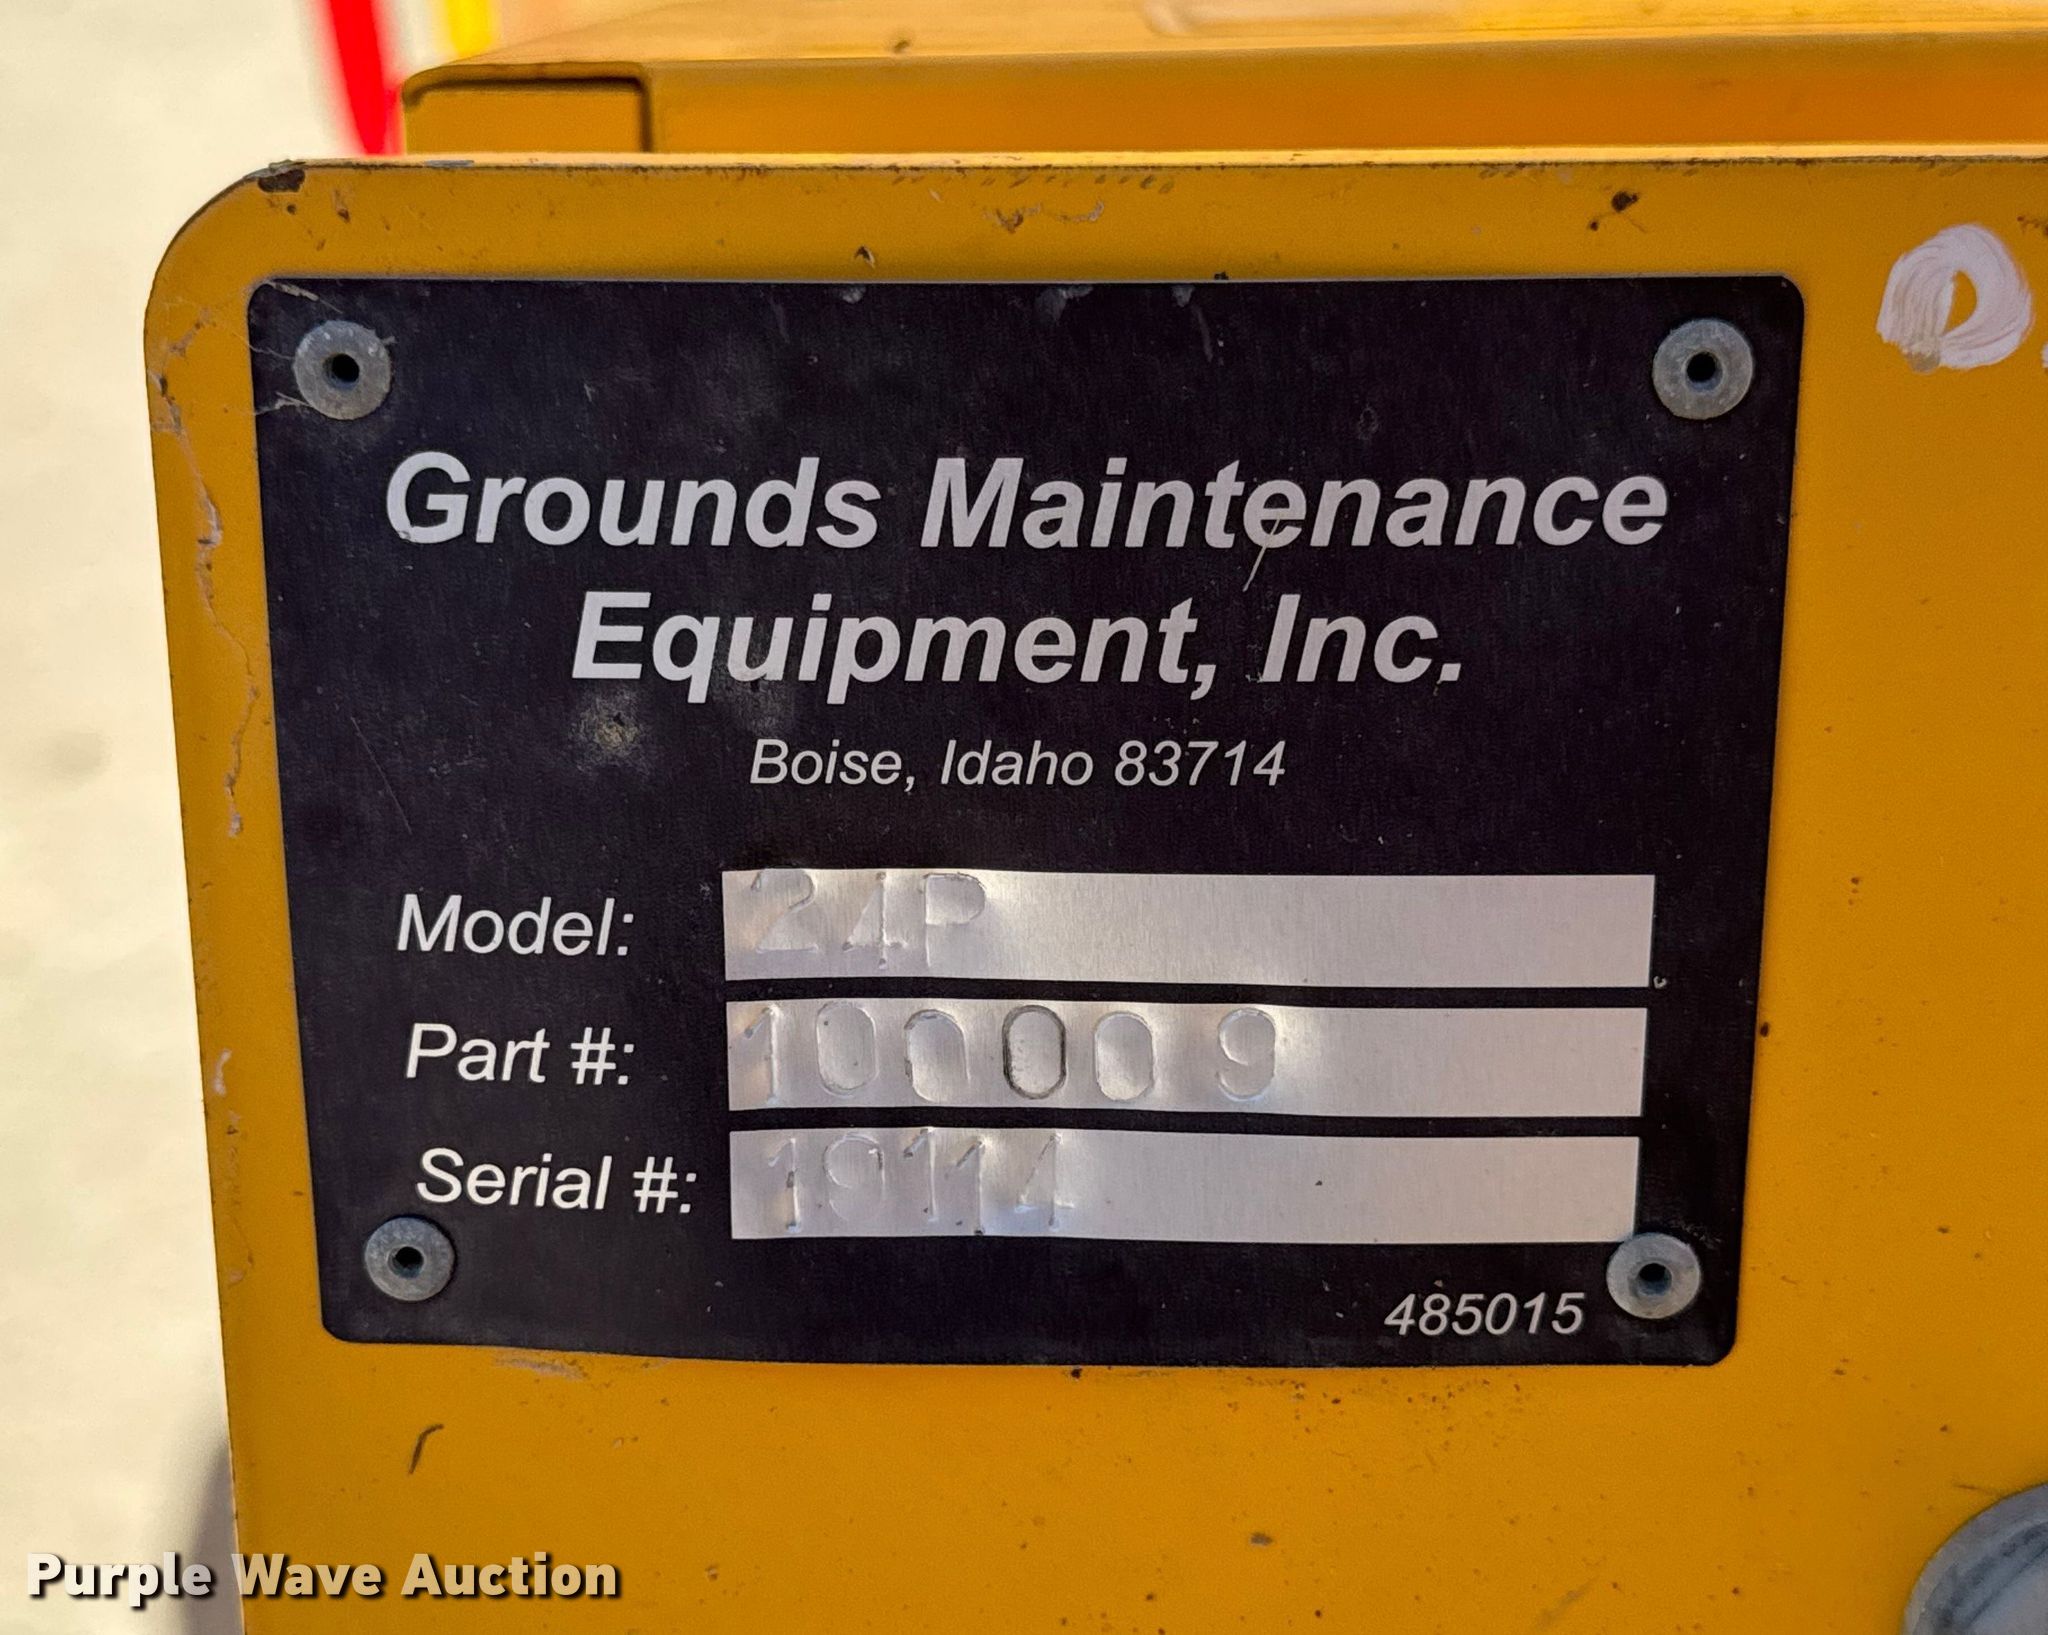 Grounds Maintenance
Equipment, Inc.
Boise, Idaho 83714
Model: 24P
Part #: 100009
Serial #: 19114
485015
Purple Wave Auction